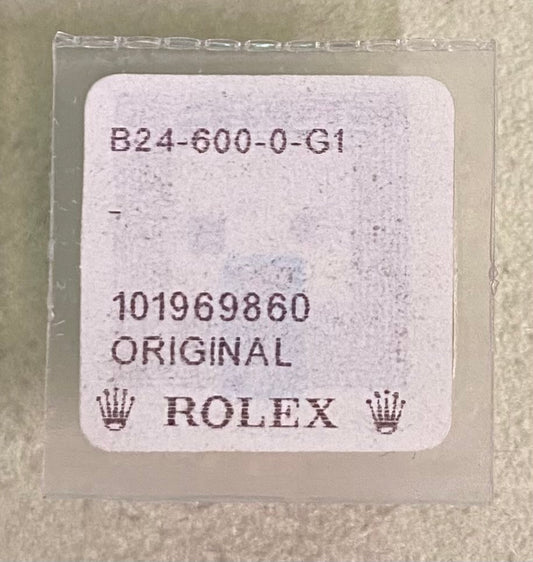 B24-600-0-G1
-
101969860
ORIGINAL
ROLEX